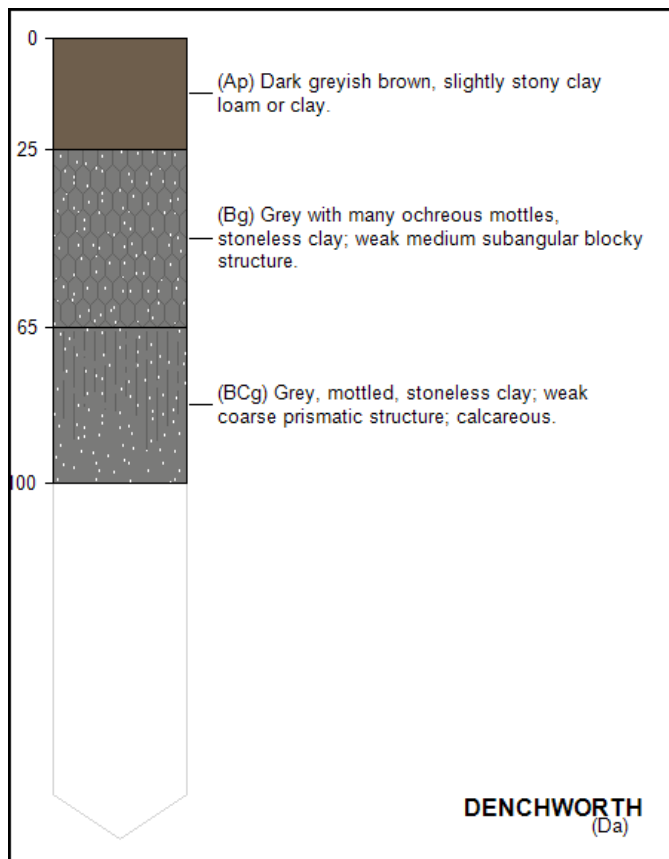 0
(Ap) Dark greyish brown, slightly stony clay
loam or clay.
25
(Bg) Grey with many ochreous mottles,
stoneless clay; weak medium subangular blocky
structure.
65
(BCg) Grey, mottled, stoneless clay; weak
coarse prismatic structure; calcareous.
100
DENCHWORTH
(Da)